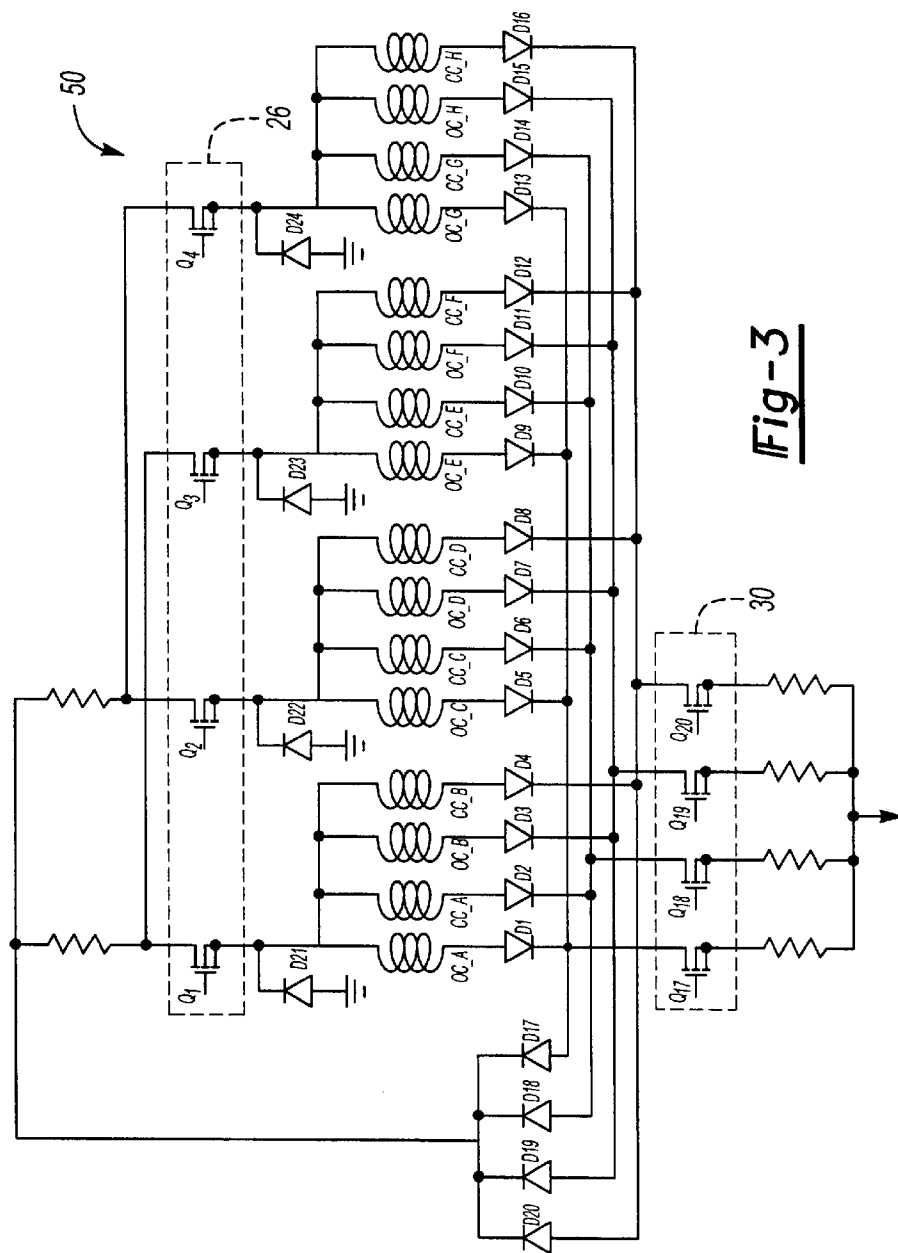 50
26
Q1
Q2
Q3
Q4
D21
D22
D23
D24
OC_A
CC_A
OC_B
CC_B
OC_C
CC_C
OC_D
CC_D
OC_E
CC_E
OC_F
CC_F
OC_G
CC_G
OC_H
CC_H
D1
D2
D3
D4
D5
D6
D7
D8
D9
D10
D11
D12
D13
D14
D15
D16
D20
D19
D18
D17
30
Q17
Q18
Q19
Q20
Fig-3